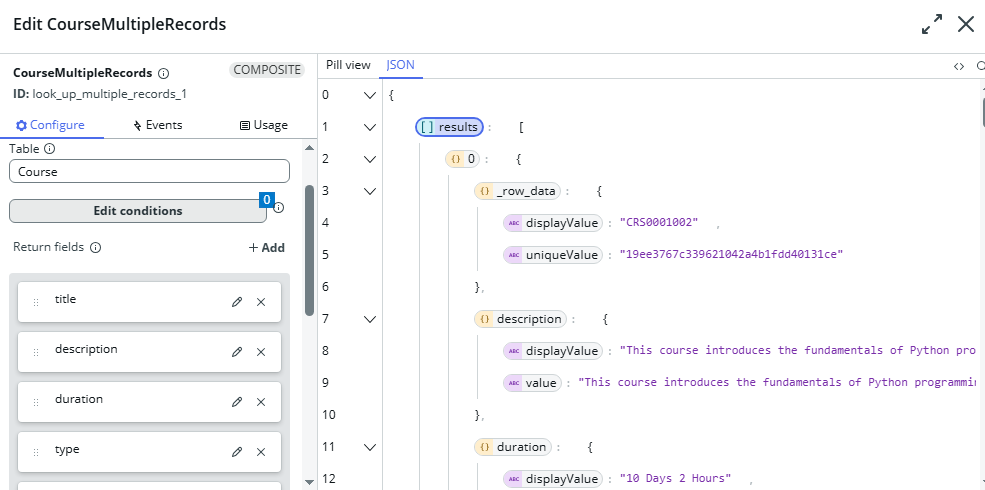 Edit CourseMultipleRecords
CourseMultipleRecords
COMPOSITE
ID: look_up_multiple_records_1
Configure
Events
Usage
Table
Course
Edit conditions
0
Return fields
+ Add
title
description
duration
type
Pill view
JSON
0 {
1 [ ] results : [
2 {} 0 : {
3 {} _row_data : {
4 ABC displayValue : "CRS0001002" ,
5 ABC uniqueValue : "19ee3767c339621042a4b1fdd40131ce"
6 },
7 {} description : {
8 ABC displayValue : "This course introduces the fundamentals of Python pro
9 ABC value : "This course introduces the fundamentals of Python programmi
10 },
11 {} duration : {
12 ABC displayValue : "10 Days 2 Hours" ,